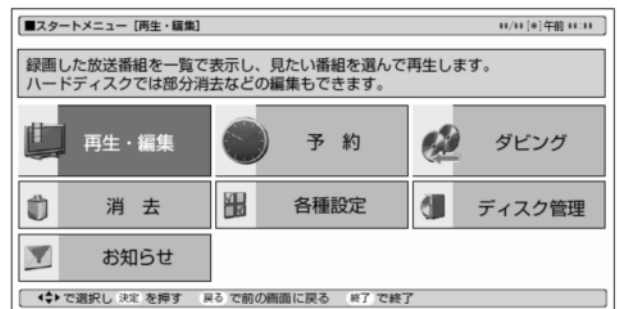 ■スタートメニュー［再生・編集］ **/**[*]午前 **:**
録画した放送番組を一覧で表示し、見たい番組を選んで再生します。
ハードディスクでは部分消去などの編集もできます。
再生・編集 予 約 ダビング
消 去 各種設定 ディスク管理
お知らせ
で選択し 決定 を押す 戻る で前の画面に戻る 終了 で終了